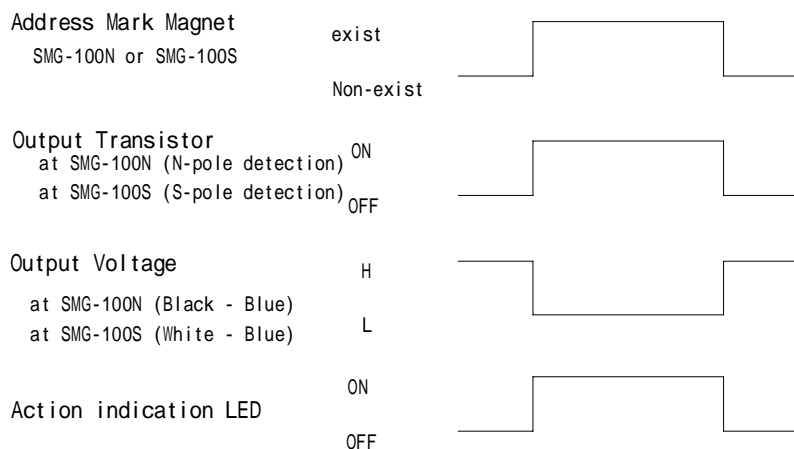 Address Mark Magnet
SMG-100N or SMG-100S
exist
Non-exist
Output Transistor
at SMG-100N (N-pole detection)
at SMG-100S (S-pole detection)
ON
OFF
Output Voltage
at SMG-100N (Black - Blue)
at SMG-100S (White - Blue)
H
L
Action indication LED
ON
OFF